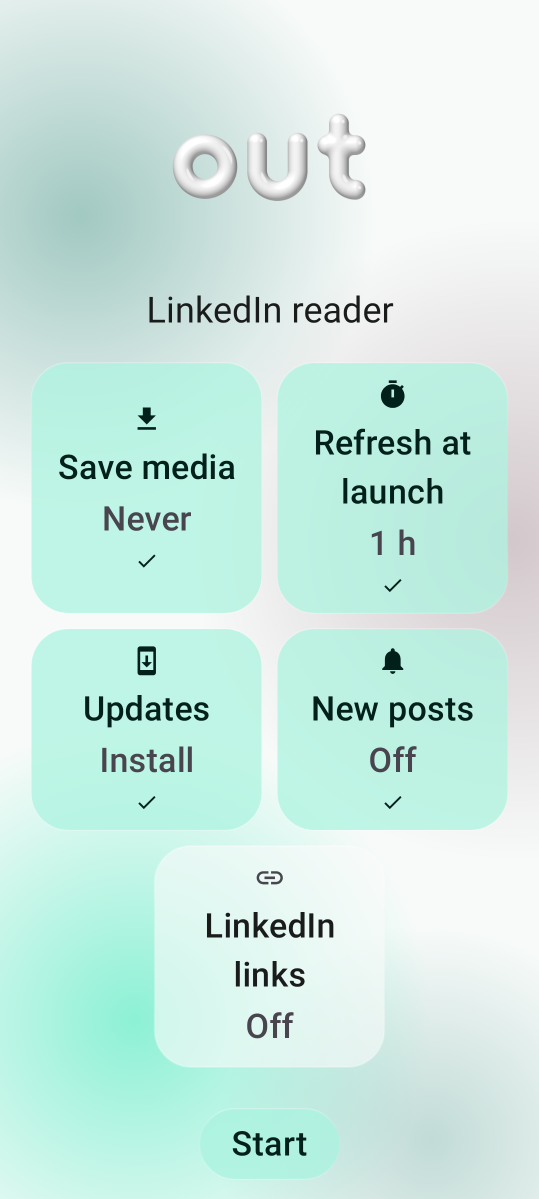 out
LinkedIn reader
Save media
Never
Refresh at
launch
1 h
Updates
Install
New posts
Off
LinkedIn
links
Off
Start